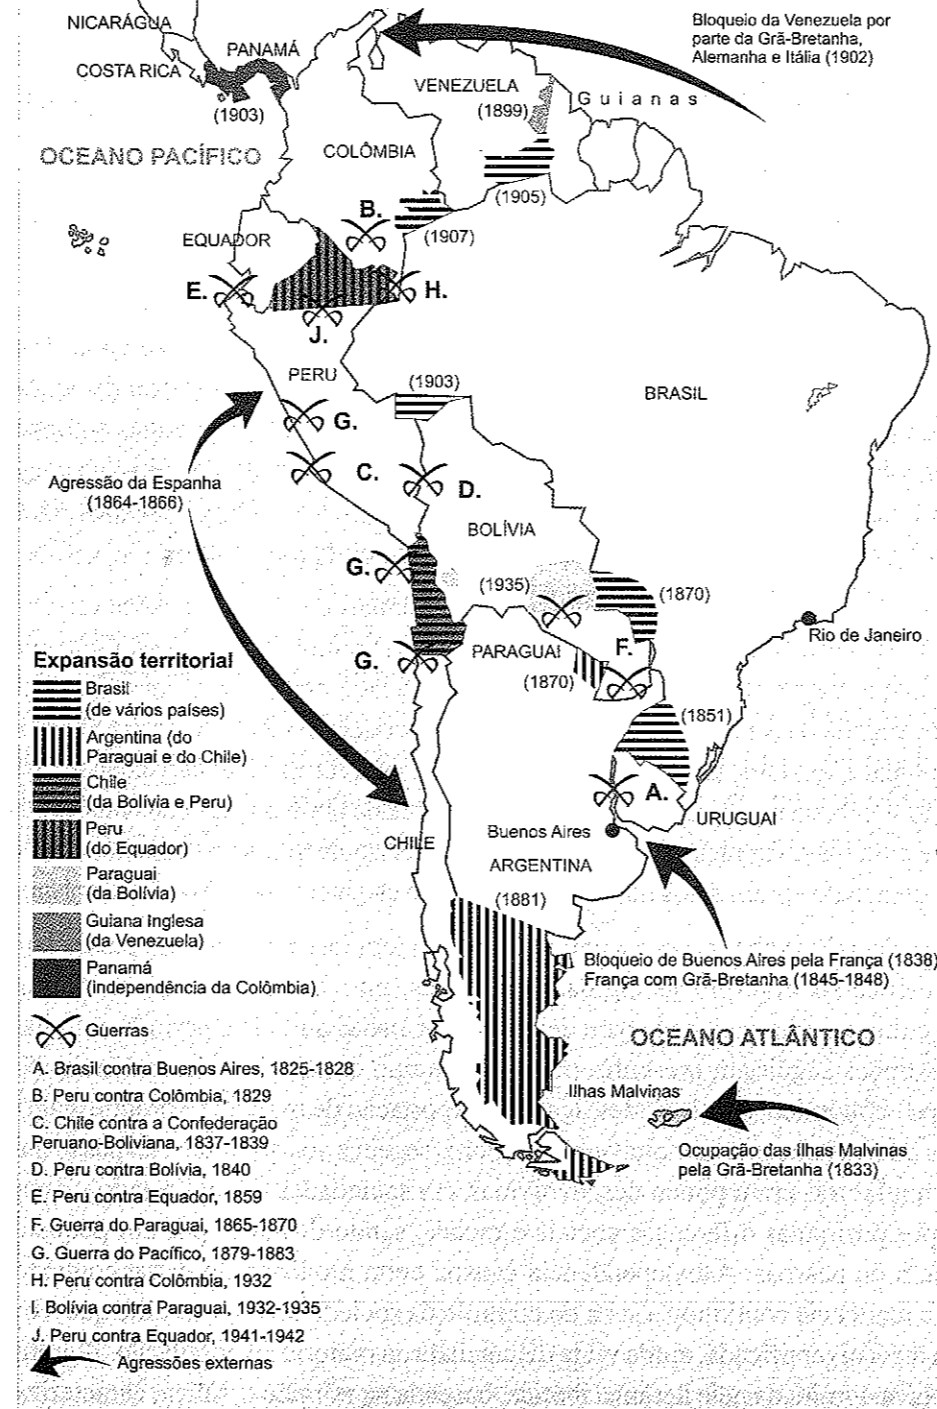 NICARÁGUA
PANAMÁ
COSTA RICA
(1903)
Bloqueio da Venezuela por
parte da Grã-Bretanha,
Alemanha e Itália (1902)
VENEZUELA
(1899)
Guianas
OCEANO PACÍFICO
COLÔMBIA
(1905)
B.
(1907)
EQUADOR
E.
H.
J.
PERU
(1903)
BRASIL
G.
C.
D.
Agressão da Espanha
(1864-1866)
BOLÍVIA
G.
(1935)
(1870)
Rio de Janeiro
PARAGUAI
F.
G.
(1870)
(1851)
A.
URUGUAI
Buenos Aires
CHILE
ARGENTINA
(1881)
Bloqueio de Buenos Aires pela França (1838)
França com Grã-Bretanha (1845-1848)
OCEANO ATLÂNTICO
Ilhas Malvinas
Ocupação das Ilhas Malvinas
pela Grã-Bretanha (1833)
Expansão territorial
Brasil
(de vários países)
Argentina (do
Paraguai e do Chile)
Chile
(da Bolívia e Peru)
Peru
(do Equador)
Paraguai
(da Bolívia)
Guiana Inglesa
(da Venezuela)
Panamá
(independência da Colômbia)
Guerras
A. Brasil contra Buenos Aires, 1825-1828
B. Peru contra Colômbia, 1829
C. Chile contra a Confederação
Peruano-Boliviana, 1837-1839
D. Peru contra Bolívia, 1840
E. Peru contra Equador, 1859
F. Guerra do Paraguai, 1865-1870
G. Guerra do Pacífico, 1879-1883
H. Peru contra Colômbia, 1932
I. Bolívia contra Paraguai, 1932-1935
J. Peru contra Equador, 1941-1942
Agressões externas